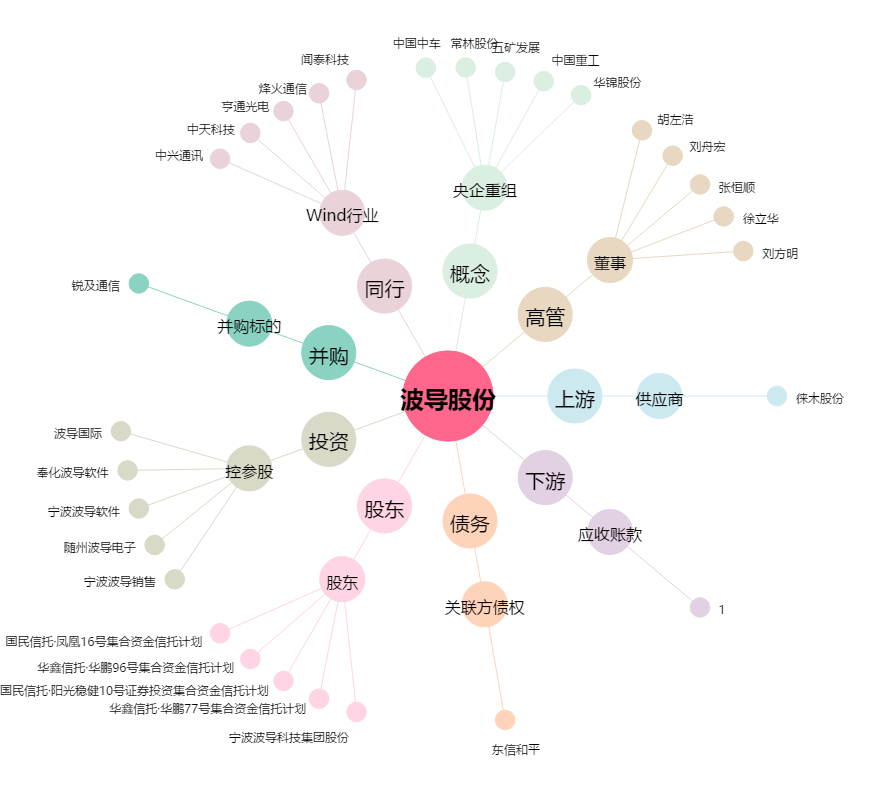 中国中车
常林股份
五矿发展
中国重工
华锦股份
闻泰科技
烽火通信
亨通光电
中天科技
中兴通讯
胡左浩
刘舟宏
张恒顺
徐立华
刘方明
央企重组
Wind行业
董事
概念
同行
高管
锐及通信
并购标的
并购
波导股份
上游
供应商
徕木股份
波导国际
奉化波导软件
宁波波导软件
随州波导电子
宁波波导销售
控参股
投资
股东
债务
下游
应收账款
1
股东
关联方债权
国民信托·凤凰16号集合资金信托计划
华鑫信托·华鹏96号集合资金信托计划
国民信托·阳光稳健10号证券投资集合资金信托计划
华鑫信托·华鹏77号集合资金信托计划
宁波波导科技集团股份
东信和平